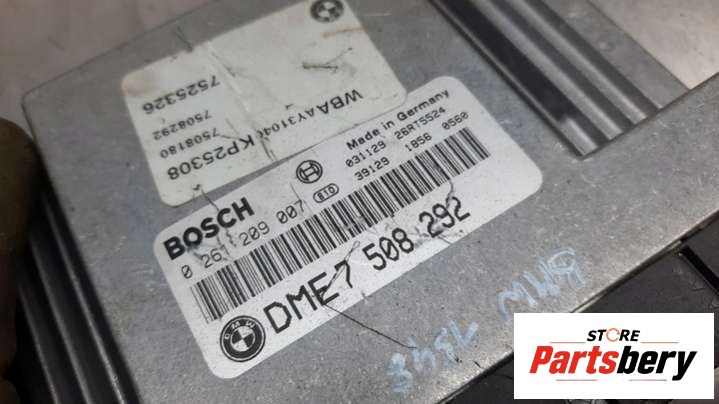 WBAAY31040KP25308
7508180
7508292
7525326
BOSCH
Made in Germany
0 261 209 007
031129 26RT5524
39129 1856 0560
DME7 508 292
BMW
STORE
Partsbery